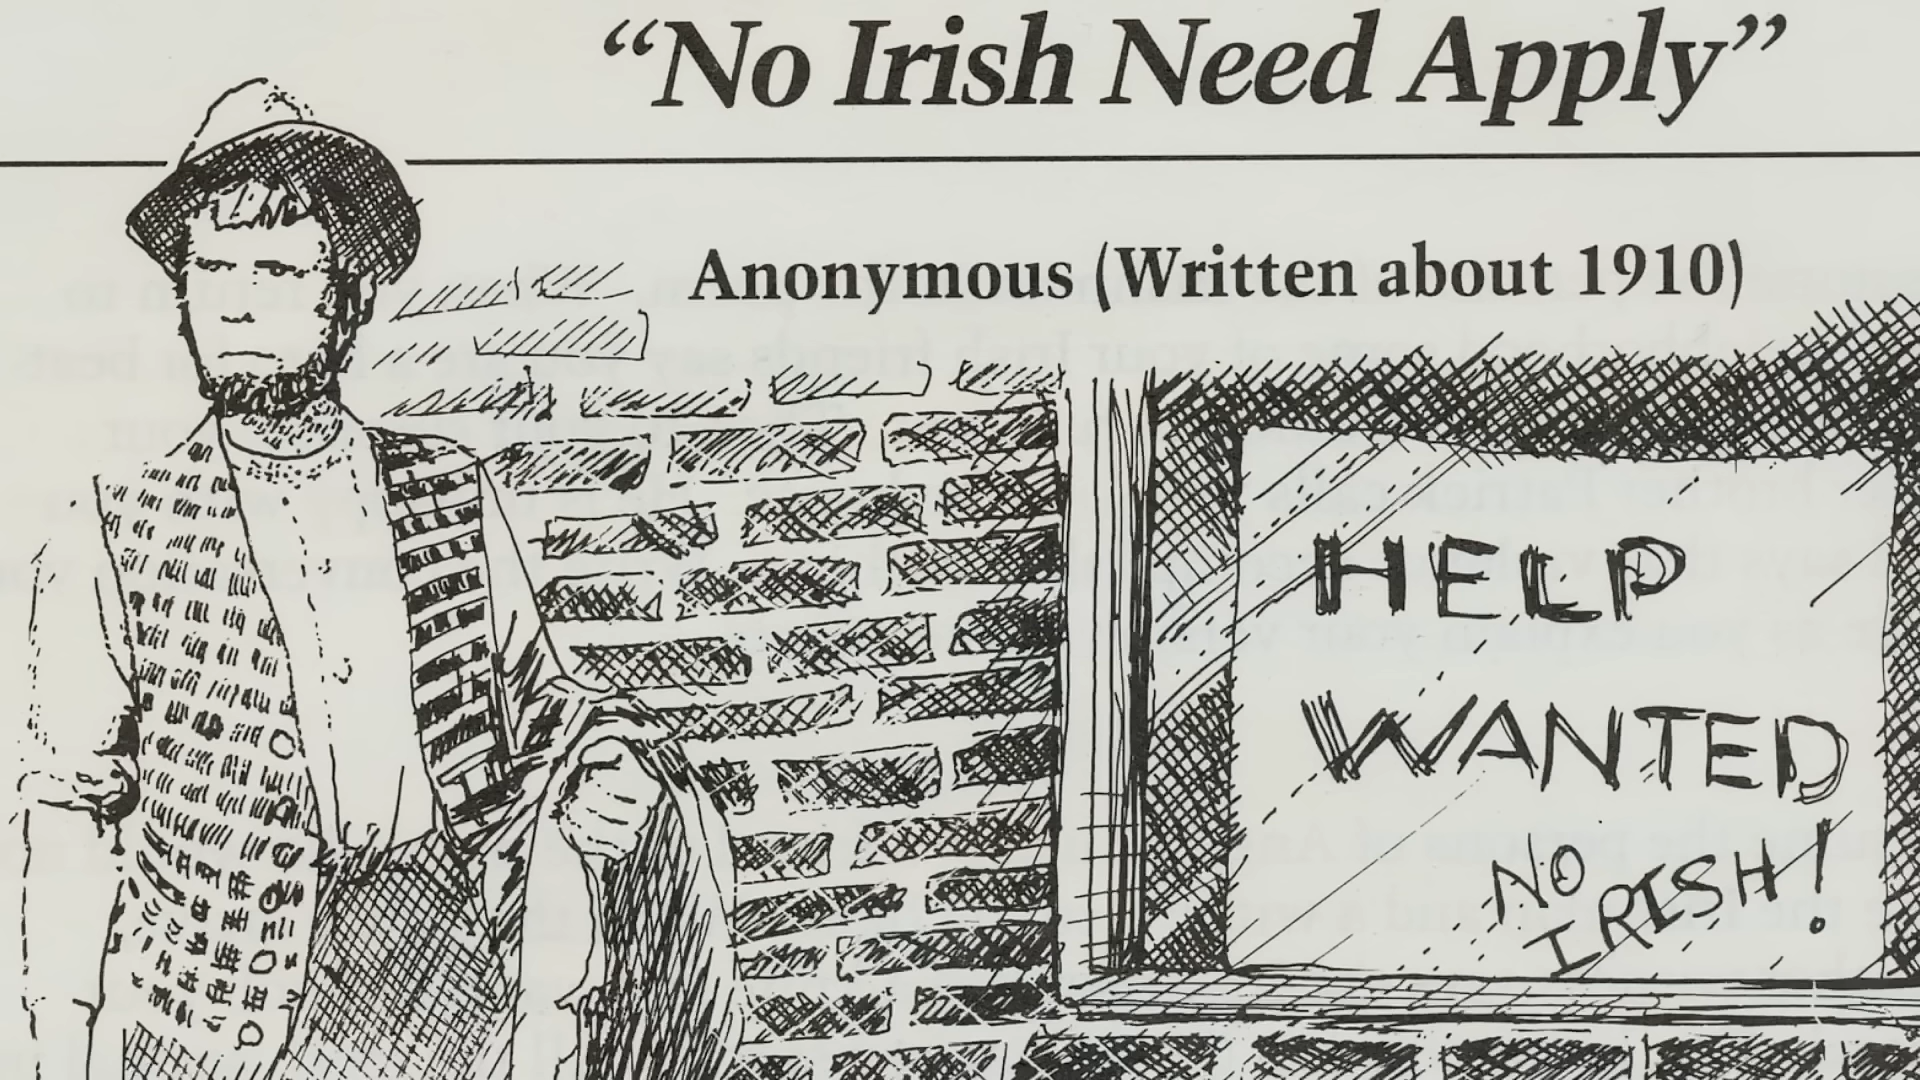 “No Irish Need Apply”
Anonymous (Written about 1910)
HELP
WANTED
NO
IRISH!